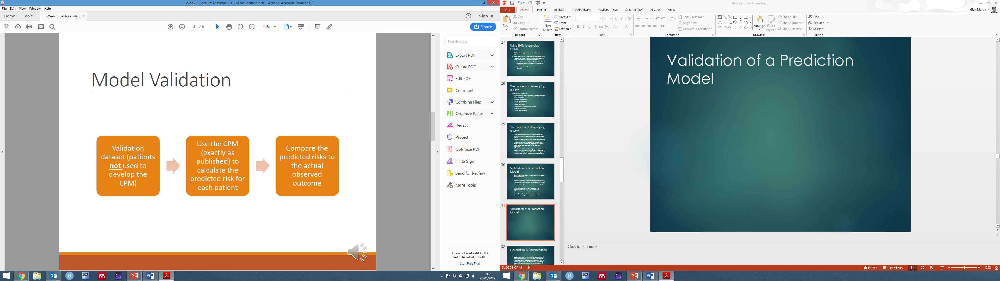 Week 6 Lecture Material - CPM Validation.pdf - Adobe Acrobat Reader DC
File Edit View Window Help
Home Tools Week 6 Lecture Ma... ×
Sign In
4 / 8
111%
Share
Model Validation
Validation
dataset (patients
not used to
develop the
CPM)
Use the CPM
(exactly as
published) to
calculate the
predicted risk for
each patient
Compare the
predicted risks to
the actual
observed
outcome
Search tools
Export PDF
Create PDF
Edit PDF
Comment
Combine Files
Organize Pages
Redact
Protect
Optimize PDF
Fill & Sign
Send for Review
More Tools
Convert and edit PDFs
with Acrobat Pro DC
Start Free Trial
14:32
20/06/2019
Stats Lecture - PowerPoint
FILE HOME INSERT DESIGN TRANSITIONS ANIMATIONS SLIDE SHOW REVIEW VIEW
Glen Martin
Paste
Cut
Copy
Format Painter
Clipboard
New
Slide
Layout
Reset
Section
Slides
20
Font
Text Direction
Align Text
Convert to SmartArt
Paragraph
Arrange
Quick
Styles
Shape Fill
Shape Outline
Shape Effects
Drawing
Find
Replace
Select
Editing
27
Using EHRs to develop
CPMs
28
The process of developing
a CPM
29
The process of developing
a CPM
30
Validation of a Prediction
Model
31
Validation of a Prediction
Model
32
Calibration & Discrimination
Validation of a Prediction
Model
Click to add notes
SLIDE 31 OF 49
NOTES
COMMENTS
105%